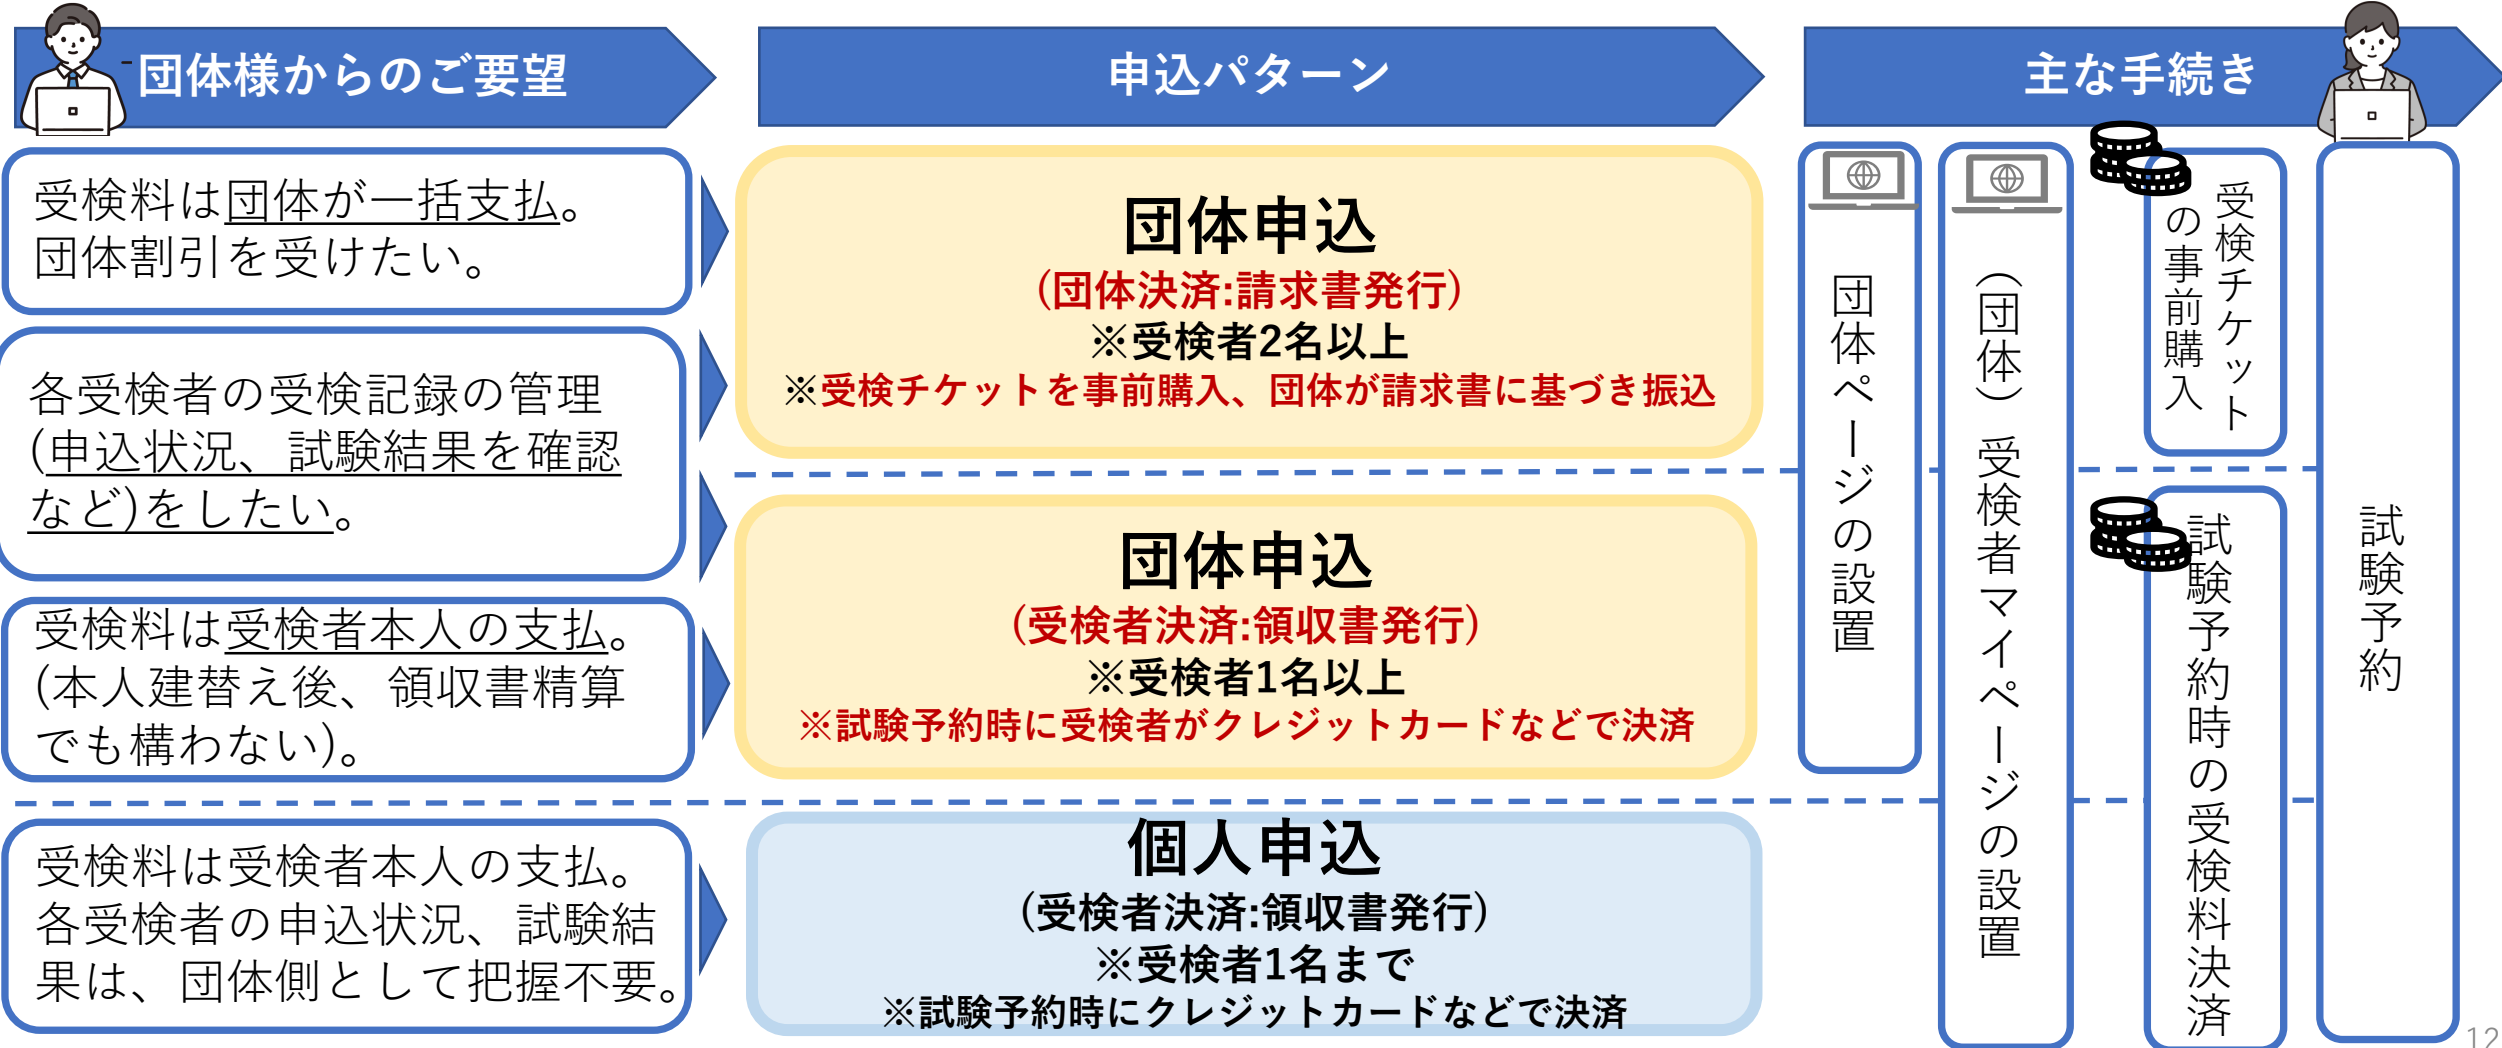 団体様からのご要望
申込パターン
主な手続き
受検料は団体が一括支払。
団体割引を受けたい。
各受検者の受検記録の管理
(申込状況、試験結果を確認
など)をしたい。
受検料は受検者本人の支払。
(本人建替え後、領収書精算
でも構わない)。
受検料は受検者本人の支払。
各受検者の申込状況、試験結
果は、団体側として把握不要。
団体申込
(団体決済:請求書発行)
※受検者2名以上
※受検チケットを事前購入、団体が請求書に基づき振込
団体申込
(受検者決済:領収書発行)
※受検者1名以上
※試験予約時に受検者がクレジットカードなどで決済
個人申込
(受検者決済:領収書発行)
※受検者1名まで
※試験予約時にクレジットカードなどで決済
団体ページの設置
(団体)受検者マイページの設置
受検チケット
の事前購入
試験予約時の受検料決済
試験予約
12